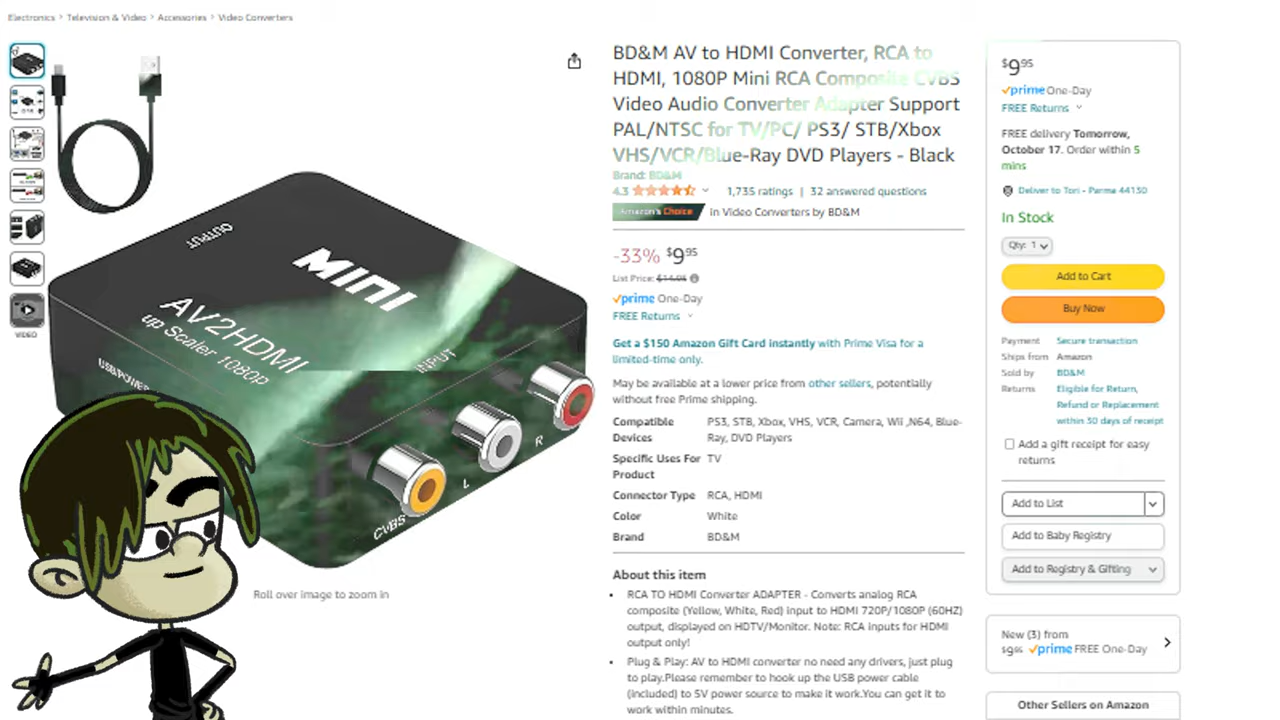 Electronics > Television & Video > Accessories > Video Converters
VIDEO
OUTPUT
MINI
AV2HDMI
up Scaler 1080p
USB/POWER
INPUT
R
L
CVBS
Roll over image to zoom in
BD&M AV to HDMI Converter, RCA to
HDMI, 1080P Mini RCA Composite CVBS
Video Audio Converter Adapter Support
PAL/NTSC for TV/PC/ PS3/ STB/Xbox
VHS/VCR/Blue-Ray DVD Players - Black
Brand: BD&M
4.3 1,735 ratings | 32 answered questions
Amazon's Choice in Video Converters by BD&M
-33% $995
List Price:
prime One-Day
FREE Returns
Get a $150 Amazon Gift Card instantly with Prime Visa for a
limited-time only.
May be available at a lower price from other sellers, potentially
without free Prime shipping.
Compatible PS3, STB, Xbox, VHS, VCR, Camera, Wii ,N64, Blue-
Devices Ray, DVD Players
Specific Uses For TV
Product
Connector Type RCA, HDMI
Color White
Brand BD&M
About this item
• RCA TO HDMI Converter ADAPTER - Converts analog RCA
composite (Yellow, White, Red) input to HDMI 720P/1080P (60HZ)
output, displayed on HDTV/Monitor. Note: RCA inputs for HDMI
output only!
• Plug & Play: AV to HDMI converter no need any drivers, just plug
to play.Please remember to hook up the USB power cable
(included) to 5V power source to make it work.You can get it to
work within minutes.
$995
prime One-Day
FREE Returns
FREE delivery Tomorrow,
October 17. Order within 5
mins
Deliver to Tori - Parma 44130
In Stock
Qty: 1
Add to Cart
Buy Now
Payment Secure transaction
Ships from Amazon
Sold by BD&M
Returns Eligible for Return,
Refund or Replacement
within 30 days of receipt
Add a gift receipt for easy
returns
Add to List
Add to Baby Registry
Add to Registry & Gifting
New (3) from
$995 prime FREE One-Day
Other Sellers on Amazon